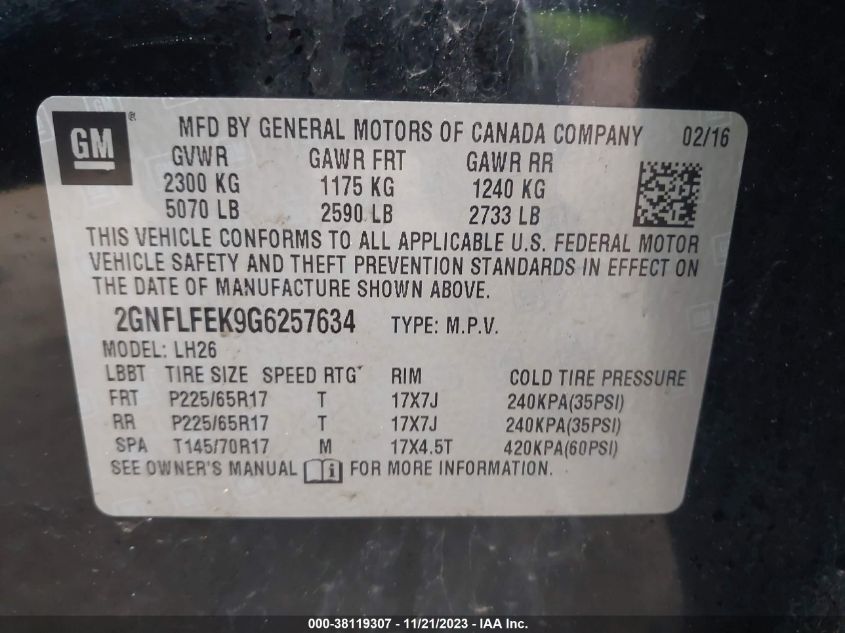 GM ®
MFD BY GENERAL MOTORS OF CANADA COMPANY 02/16
GVWR GAWR FRT GAWR RR
2300 KG 1175 KG 1240 KG
5070 LB 2590 LB 2733 LB
THIS VEHICLE CONFORMS TO ALL APPLICABLE U.S. FEDERAL MOTOR
VEHICLE SAFETY AND THEFT PREVENTION STANDARDS IN EFFECT ON
THE DATE OF MANUFACTURE SHOWN ABOVE.
2GNFLFEK9G6257634 TYPE: M.P.V.
MODEL: LH26
LBBT TIRE SIZE SPEED RTG RIM COLD TIRE PRESSURE
FRT P225/65R17 T 17X7J 240KPA(35PSI)
RR P225/65R17 T 17X7J 240KPA(35PSI)
SPA T145/70R17 M 17X4.5T 420KPA(60PSI)
SEE OWNER'S MANUAL i FOR MORE INFORMATION.
000-38119307 - 11/21/2023 - IAA Inc.